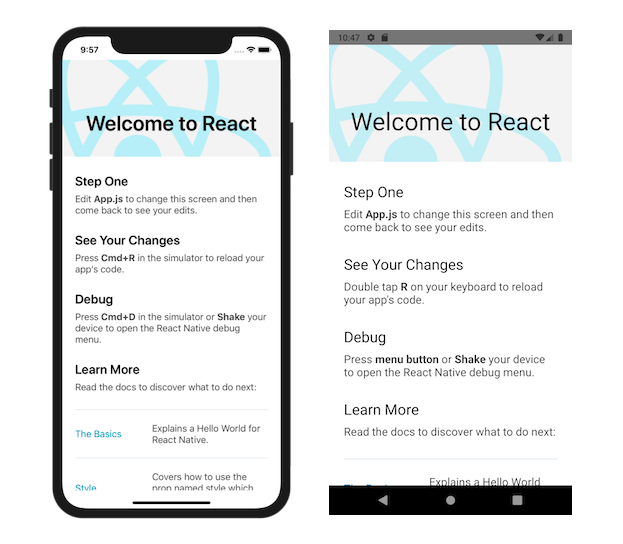 9:57
Welcome to React
Step One
Edit App.js to change this screen and then
come back to see your edits.
See Your Changes
Press Cmd+R in the simulator to reload your
app's code.
Debug
Press Cmd+D in the simulator or Shake your
device to open the React Native debug
menu.
Learn More
Read the docs to discover what to do next:
The Basics
Explains a Hello World for
React Native.
Style
Covers how to use the
prop named style which
10:47
Welcome to React
Step One
Edit App.js to change this screen and then
come back to see your edits.
See Your Changes
Double tap R on your keyboard to reload
your app's code.
Debug
Press menu button or Shake your device
to open the React Native debug menu.
Learn More
Read the docs to discover what to do next:
The Basics
Explains a Hello World